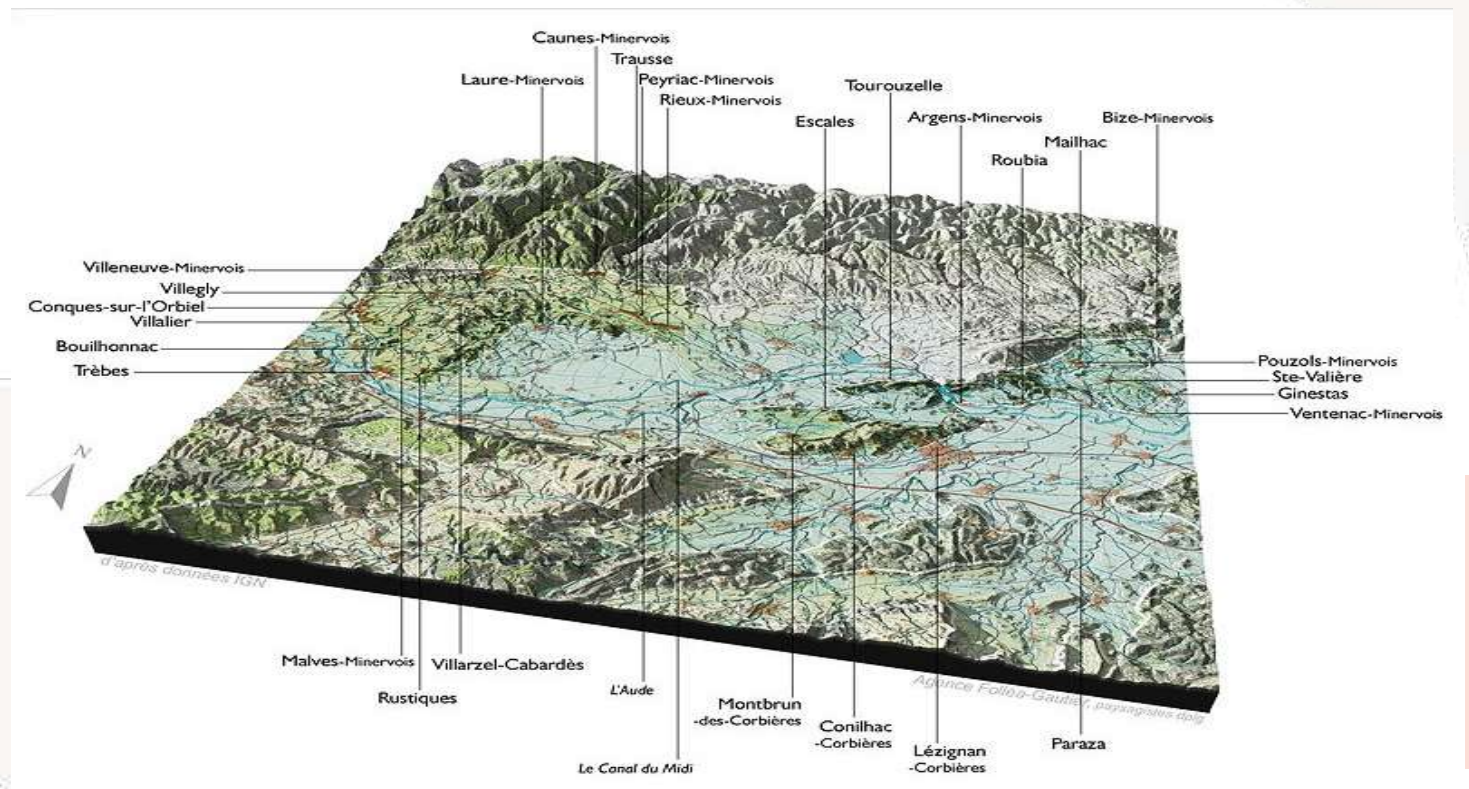 Caunes-Minervois
Trausse
Laure-Minervois
Peyriac-Minervois
Rieux-Minervois
Tourouzelle
Escales
Argens-Minervois
Bize-Minervois
Mailhac
Roubia
Villeneuve-Minervois
Villegly
Conques-sur-l'Orbiel
Villalier
Bouilhonnac
Trèbes
Pouzols-Minervois
Ste-Valière
Ginestas
Ventenac-Minervois
N
d'après données IGN
Malves-Minervois
Villarzel-Cabardès
Rustiques
L'Aude
Le Canal du Midi
Montbrun
-des-Corbières
Conilhac
-Corbières
Lézignan
-Corbières
Paraza
Agence Folléa-Gautier, paysagistes dplg